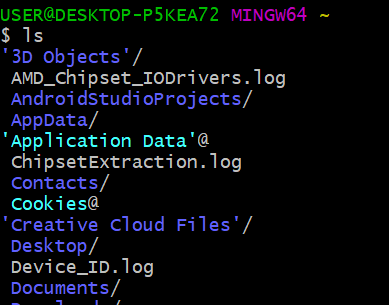 USER@DESKTOP-P5KEA72 MINGW64 ~
$ ls
'3D Objects'/
AMD_Chipset_IODrivers.log
AndroidStudioProjects/
AppData/
'Application Data'@
ChipsetExtraction.log
Contacts/
Cookies@
'Creative Cloud Files'/
Desktop/
Device_ID.log
Documents/